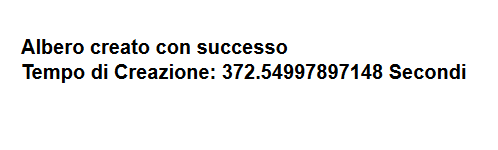 Albero creato con successo
Tempo di Creazione: 372.54997897148 Secondi